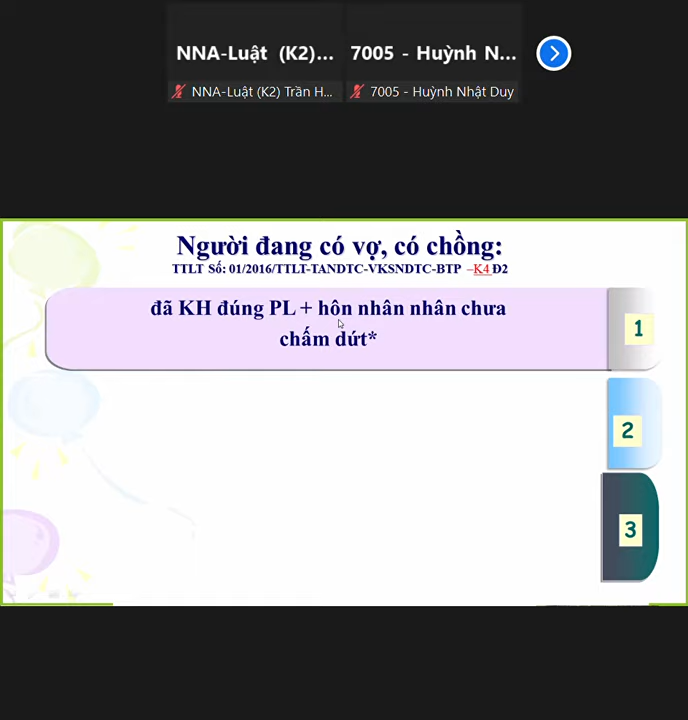 NNA-Luật (K2)... 7005 - Huỳnh N...
NNA-Luật (K2) Trần H... 7005 - Huỳnh Nhật Duy
Người đang có vợ, có chồng:
TTLT Số: 01/2016/TTLT-TANDTC-VKSNDTC-BTP –K4 Đ2
đã KH đúng PL + hôn nhân nhân chưa
chấm dứt*
1
2
3